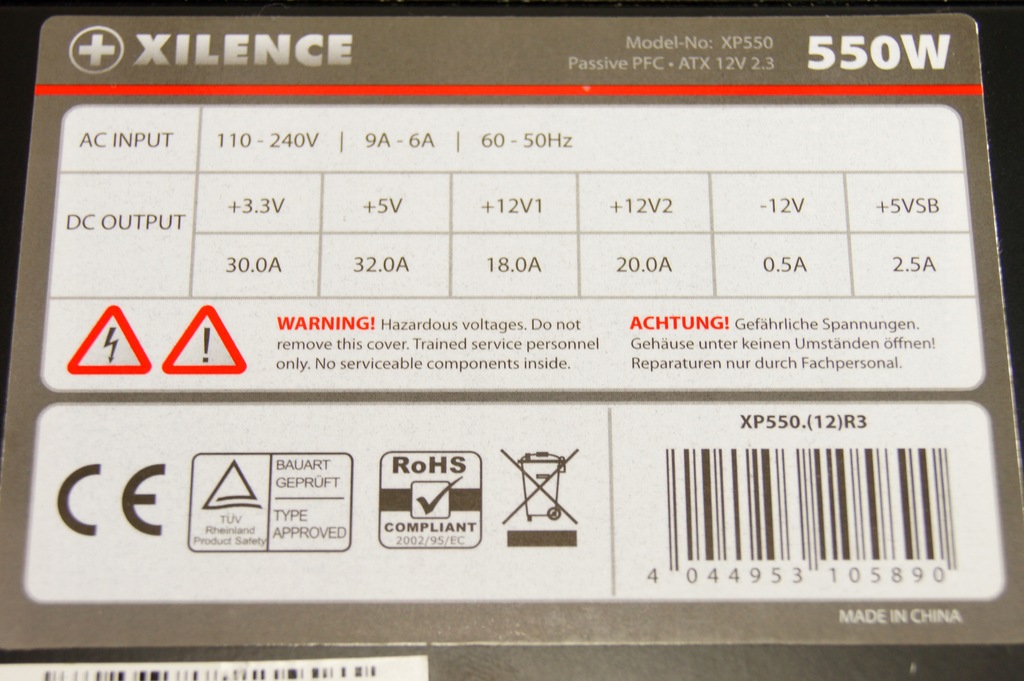 XILENCE
Model-No: XP550
Passive PFC • ATX 12V 2.3
550W
AC INPUT 110 - 240V | 9A - 6A | 60 - 50Hz
DC OUTPUT
+3.3V +5V +12V1 +12V2 -12V +5VSB
30.0A 32.0A 18.0A 20.0A 0.5A 2.5A
WARNING! Hazardous voltages. Do not
remove this cover. Trained service personnel
only. No serviceable components inside.
ACHTUNG! Gefährliche Spannungen.
Gehäuse unter keinen Umständen öffnen!
Reparaturen nur durch Fachpersonal.
CE
TÜV
Rheinland
Product Safety
BAUART
GEPRÜFT
TYPE
APPROVED
RoHS
COMPLIANT
2002/95/EC
XP550.(12)R3
4 044953 105890
MADE IN CHINA